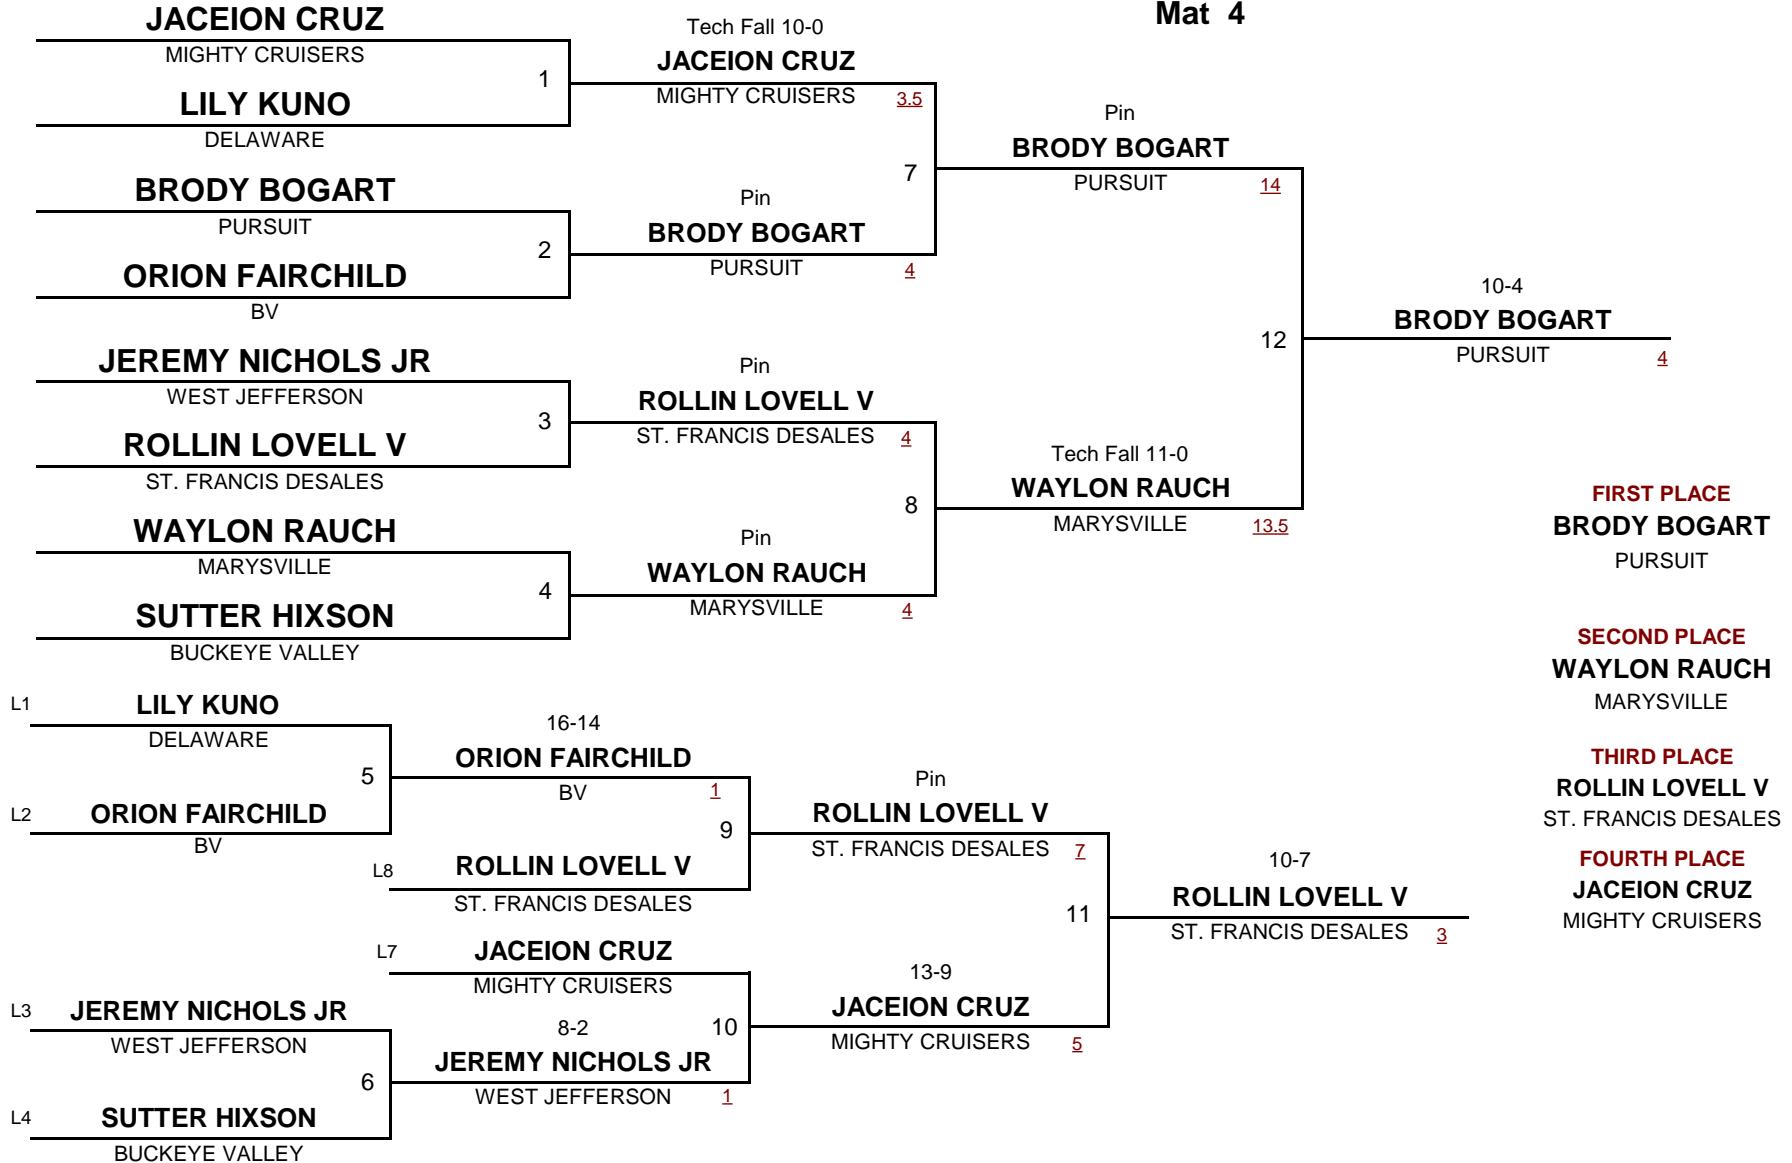 Mat 4
JACEION CRUZ
MIGHTY CRUISERS
1
LILY KUNO
DELAWARE
BRODY BOGART
PURSUIT
2
ORION FAIRCHILD
BV
JEREMY NICHOLS JR
WEST JEFFERSON
3
ROLLIN LOVELL V
ST. FRANCIS DESALES
WAYLON RAUCH
MARYSVILLE
4
SUTTER HIXSON
BUCKEYE VALLEY
Tech Fall 10-0
JACEION CRUZ
MIGHTY CRUISERS 3.5
7
Pin
BRODY BOGART
PURSUIT 4
Pin
ROLLIN LOVELL V
ST. FRANCIS DESALES 4
8
Pin
WAYLON RAUCH
MARYSVILLE 4
Pin
BRODY BOGART
PURSUIT 14
12
Tech Fall 11-0
WAYLON RAUCH
MARYSVILLE 13.5
10-4
BRODY BOGART
PURSUIT 4
FIRST PLACE
BRODY BOGART
PURSUIT
SECOND PLACE
WAYLON RAUCH
MARYSVILLE
THIRD PLACE
ROLLIN LOVELL V
ST. FRANCIS DESALES
FOURTH PLACE
JACEION CRUZ
MIGHTY CRUISERS
L1 LILY KUNO
DELAWARE
5
L2 ORION FAIRCHILD
BV
16-14
ORION FAIRCHILD
BV 1
9
L8 ROLLIN LOVELL V
ST. FRANCIS DESALES
L7 JACEION CRUZ
MIGHTY CRUISERS
10
8-2
JEREMY NICHOLS JR
WEST JEFFERSON 1
L3 JEREMY NICHOLS JR
WEST JEFFERSON
6
L4 SUTTER HIXSON
BUCKEYE VALLEY
Pin
ROLLIN LOVELL V
ST. FRANCIS DESALES 7
11
13-9
JACEION CRUZ
MIGHTY CRUISERS 5
10-7
ROLLIN LOVELL V
ST. FRANCIS DESALES 3